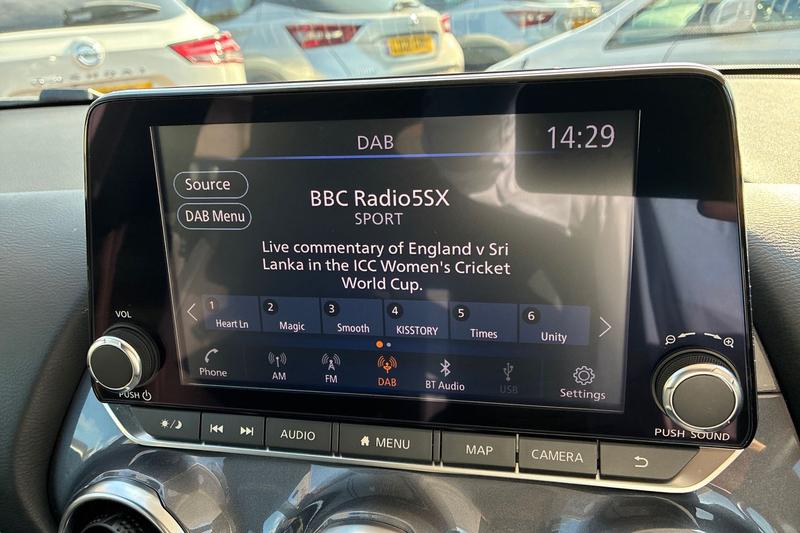 DAB
14:29
Source
DAB Menu
BBC Radio5SX
SPORT
Live commentary of England v Sri
Lanka in the ICC Women's Cricket
World Cup.
1
Heart Ln
2
Magic
3
Smooth
4
KISSTORY
5
Times
6
Unity
Phone
AM
FM
DAB
BT Audio
USB
Settings
VOL
PUSH
PUSH SOUND
AUDIO
MENU
MAP
CAMERA